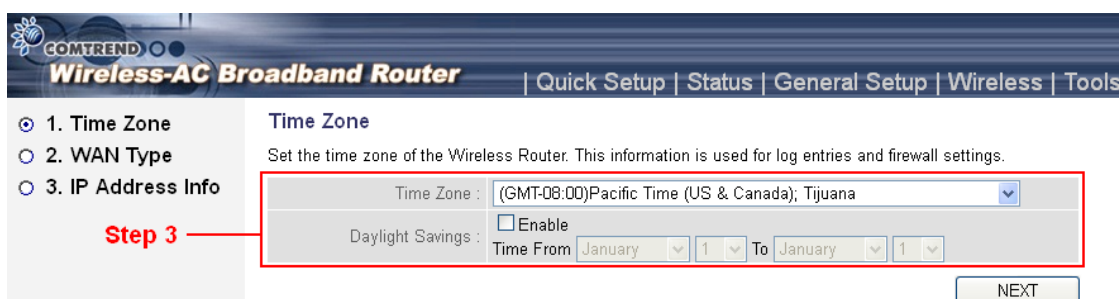 COMTREND
Wireless-AC Broadband Router
| Quick Setup | Status | General Setup | Wireless | Tools
1. Time Zone
2. WAN Type
3. IP Address Info
Step 3
Time Zone
Set the time zone of the Wireless Router. This information is used for log entries and firewall settings.
Time Zone : (GMT-08:00)Pacific Time (US & Canada); Tijuana
Daylight Savings : Enable
Time From January 1 To January 1
NEXT